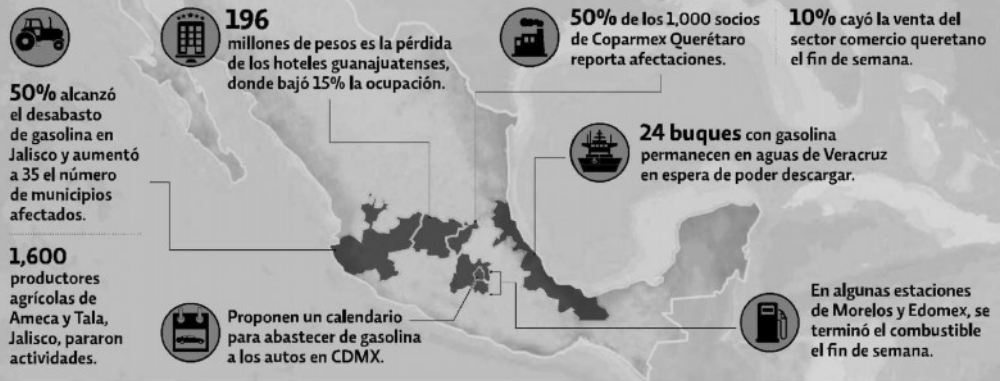 50% alcanzó
el desabasto
de gasolina en
Jalisco y aumentó
a 35 el número
de municipios
afectados.
1,600
productores
agrícolas de
Ameca y Tala,
Jalisco, pararon
actividades.
196
millones de pesos es la pérdida
de los hoteles guanajuatenses,
donde bajó 15% la ocupación.
50% de los 1,000 socios
de Coparmex Querétaro
reporta afectaciones.
10% cayó la venta del
sector comercio queretano
el fin de semana.
24 buques con gasolina
permanecen en aguas de Veracruz
en espera de poder descargar.
Proponen un calendario
para abastecer de gasolina
a los autos en CDMX.
En algunas estaciones
de Morelos y Edomex, se
terminó el combustible
el fin de semana.